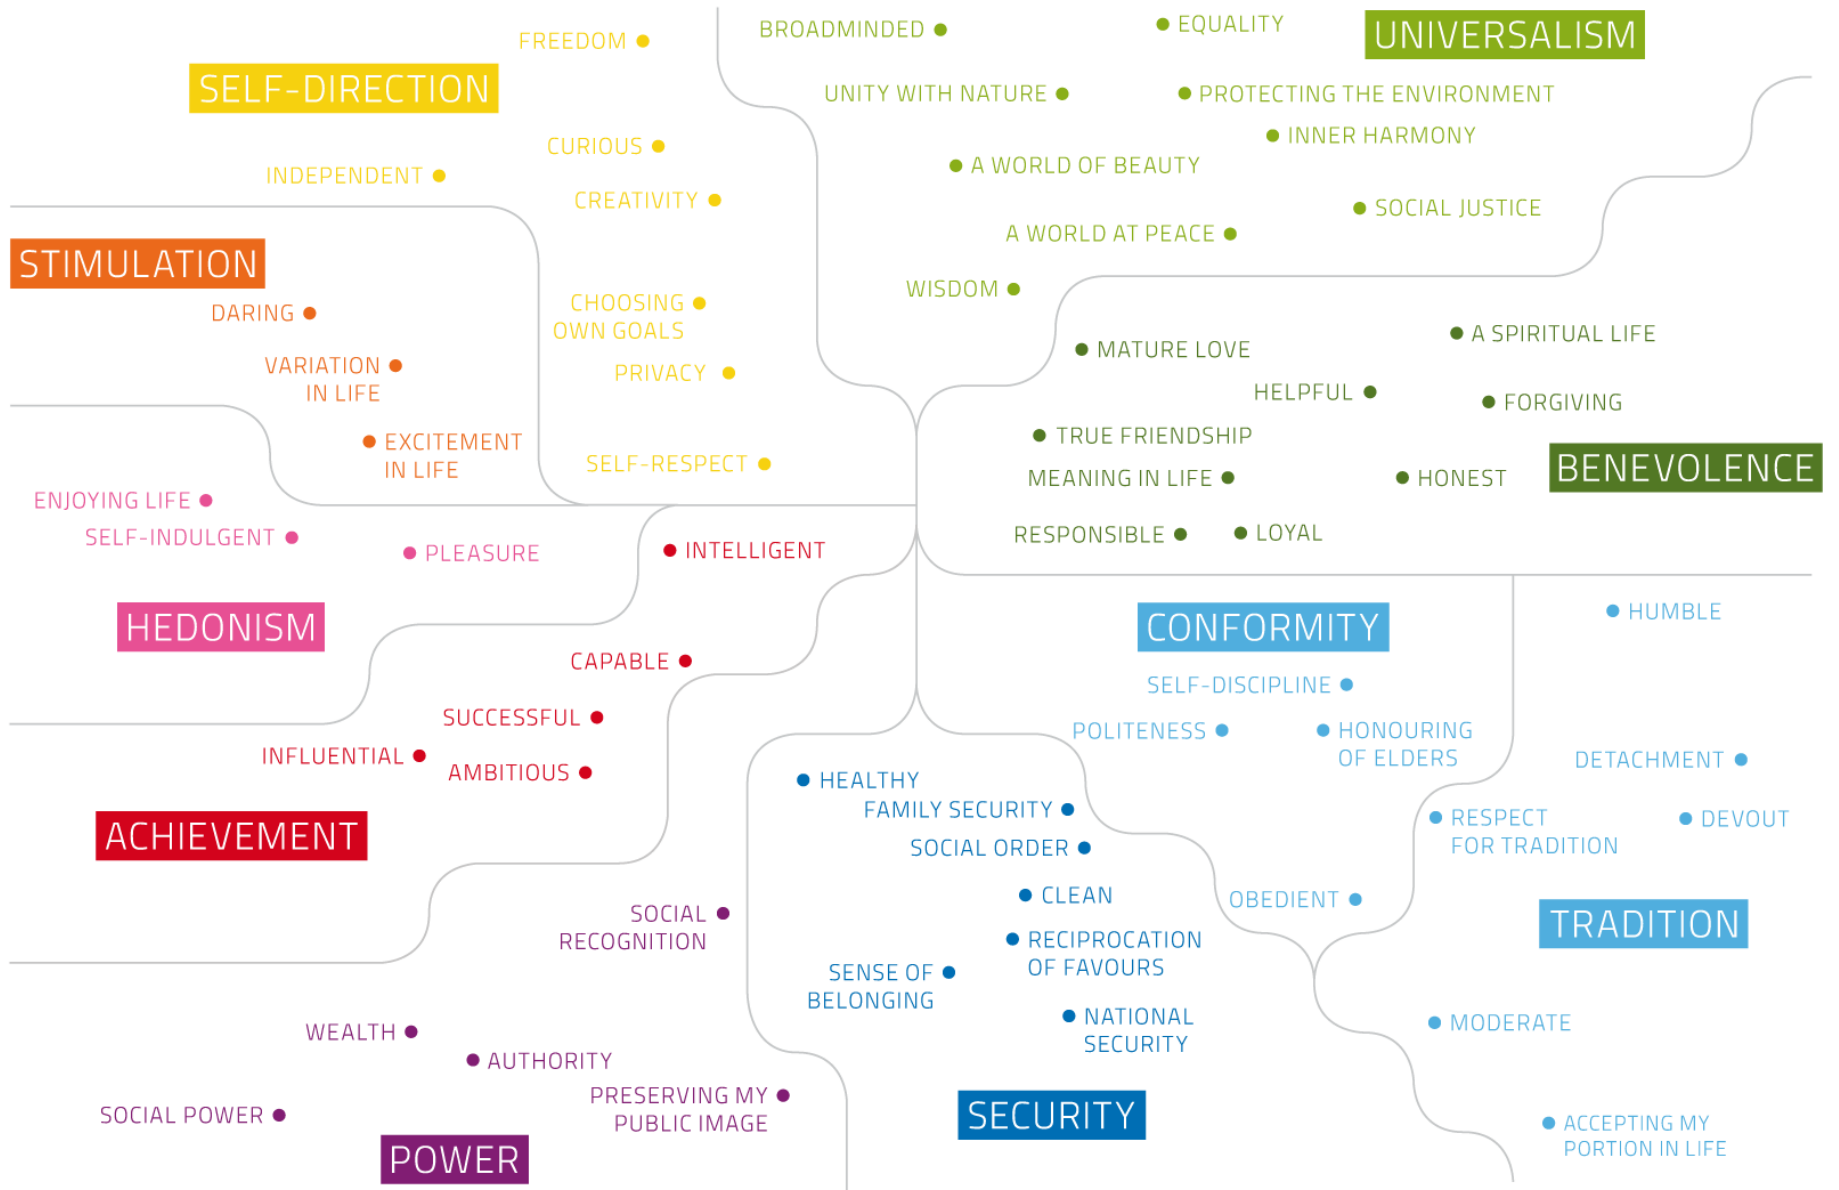 FREEDOM
SELF-DIRECTION
CURIOUS
INDEPENDENT
CREATIVITY
CHOOSING
OWN GOALS
PRIVACY
SELF-RESPECT
BROADMINDED
EQUALITY
UNIVERSALISM
UNITY WITH NATURE
PROTECTING THE ENVIRONMENT
INNER HARMONY
A WORLD OF BEAUTY
SOCIAL JUSTICE
A WORLD AT PEACE
WISDOM
STIMULATION
DARING
VARIATION
IN LIFE
EXCITEMENT
IN LIFE
MATURE LOVE
A SPIRITUAL LIFE
HELPFUL
FORGIVING
TRUE FRIENDSHIP
BENEVOLENCE
MEANING IN LIFE
HONEST
RESPONSIBLE
LOYAL
ENJOYING LIFE
SELF-INDULGENT
PLEASURE
HEDONISM
INTELLIGENT
CAPABLE
SUCCESSFUL
INFLUENTIAL
AMBITIOUS
ACHIEVEMENT
CONFORMITY
SELF-DISCIPLINE
POLITENESS
HONOURING
OF ELDERS
OBEDIENT
HUMBLE
DETACHMENT
RESPECT
FOR TRADITION
DEVOUT
TRADITION
MODERATE
ACCEPTING MY
PORTION IN LIFE
HEALTHY
FAMILY SECURITY
SOCIAL ORDER
CLEAN
RECIPROCATION
OF FAVOURS
SENSE OF
BELONGING
NATIONAL
SECURITY
SECURITY
SOCIAL
RECOGNITION
WEALTH
AUTHORITY
PRESERVING MY
PUBLIC IMAGE
SOCIAL POWER
POWER